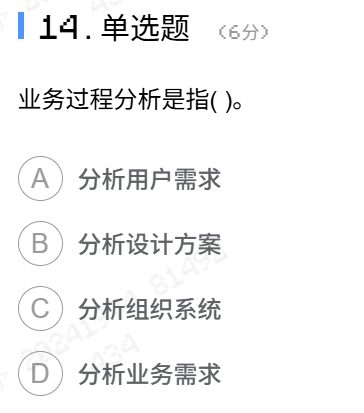 14.单选题 (6分)
业务过程分析是指( )。
A 分析用户需求
B 分析设计方案
C 分析组织系统
D 分析业务需求